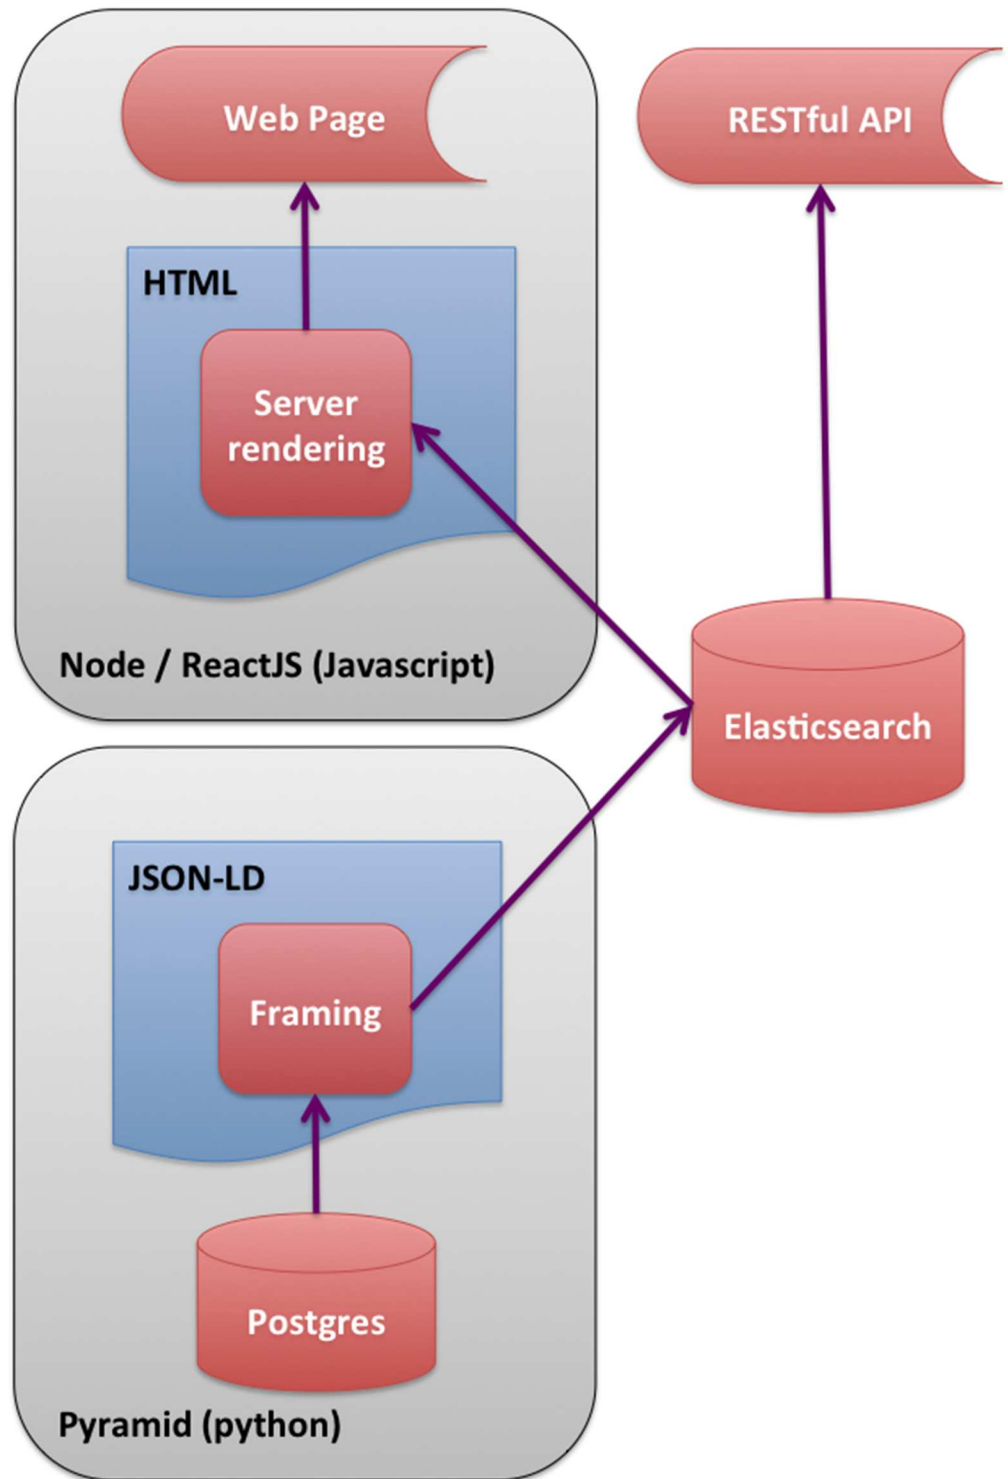 Web Page
RESTful API
HTML
Server
rendering
Node / ReactJS (Javascript)
Elasticsearch
JSON-LD
Framing
Postgres
Pyramid (python)